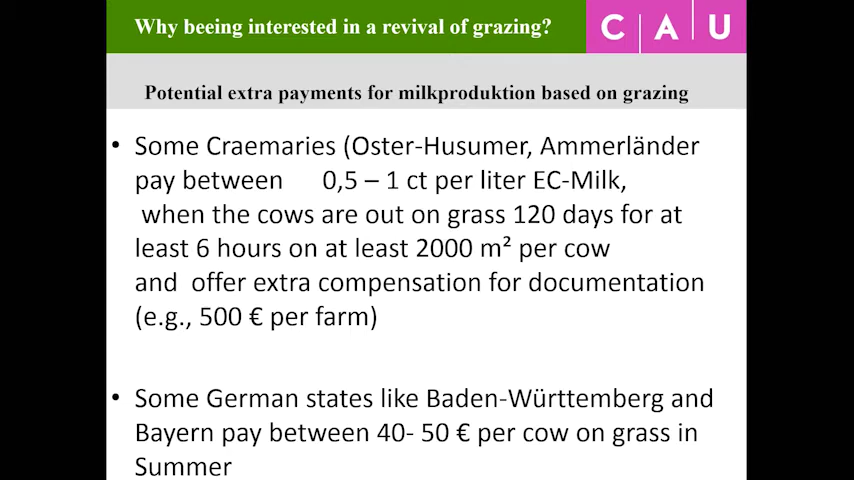 Why beeing interested in a revival of grazing?
C A U
Potential extra payments for milkproduktion based on grazing
• Some Craemaries (Oster-Husumer, Ammerländer
pay between 0,5 – 1 ct per liter EC-Milk,
when the cows are out on grass 120 days for at
least 6 hours on at least 2000 m² per cow
and offer extra compensation for documentation
(e.g., 500 € per farm)
• Some German states like Baden-Württemberg and
Bayern pay between 40- 50 € per cow on grass in
Summer